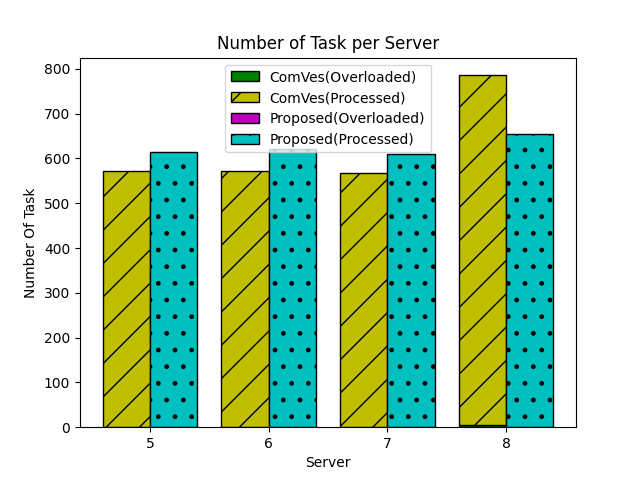 Number of Task per Server
ComVes(Overloaded)
ComVes(Processed)
Proposed(Overloaded)
Proposed(Processed)
800
700
600
500
400
300
200
100
0
Number Of Task
5 6 7 8
Server